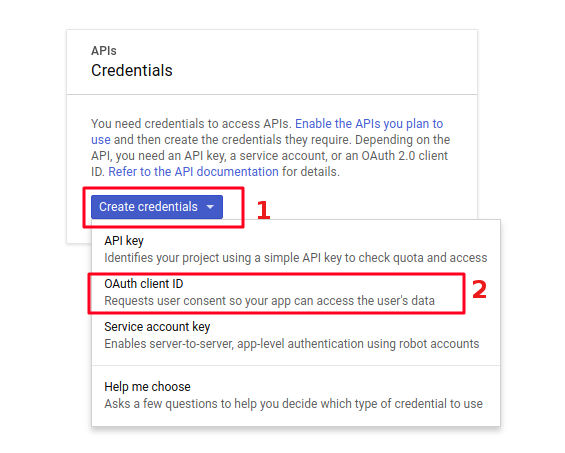 APIs
Credentials
You need credentials to access APIs. Enable the APIs you plan to
use and then create the credentials they require. Depending on the
API, you need an API key, a service account, or an OAuth 2.0 client
ID. Refer to the API documentation for details.
Create credentials 1
API key
Identifies your project using a simple API key to check quota and access
OAuth client ID
Requests user consent so your app can access the user's data
2
Service account key
Enables server-to-server, app-level authentication using robot accounts
Help me choose
Asks a few questions to help you decide which type of credential to use